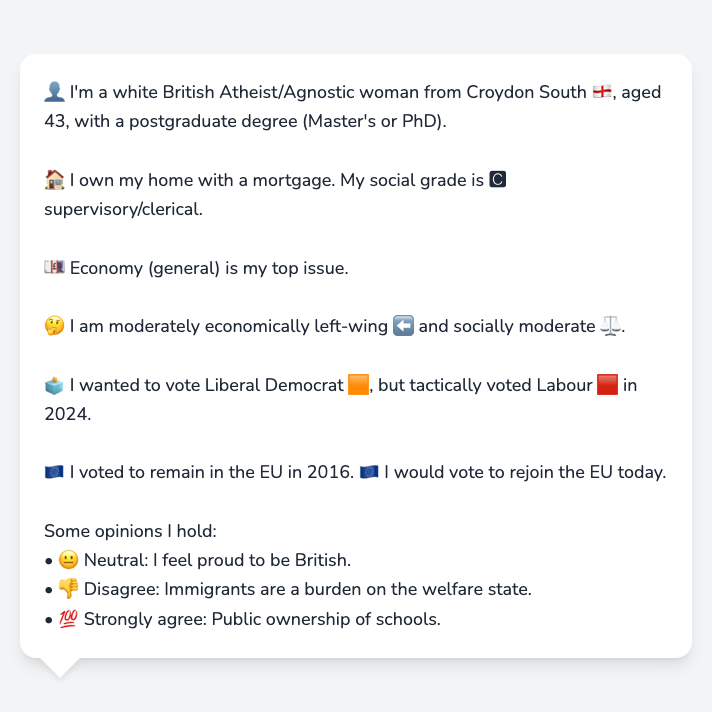 👤 I'm a white British Atheist/Agnostic woman from Croydon South 🏴󠁧󠁢󠁥󠁮󠁧󠁿, aged
43, with a postgraduate degree (Master's or PhD).
🏠 I own my home with a mortgage. My social grade is C
supervisory/clerical.
💷 Economy (general) is my top issue.
🤔 I am moderately economically left-wing ⬅️ and socially moderate ⚖️.
🗳️ I wanted to vote Liberal Democrat 🟧, but tactically voted Labour 🟥 in
2024.
🇪🇺 I voted to remain in the EU in 2016. 🇪🇺 I would vote to rejoin the EU today.
Some opinions I hold:
• 😐 Neutral: I feel proud to be British.
• 👎 Disagree: Immigrants are a burden on the welfare state.
• 💯 Strongly agree: Public ownership of schools.